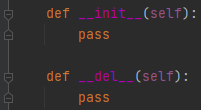 def __init__(self):
    pass
def __del__(self):
    pass